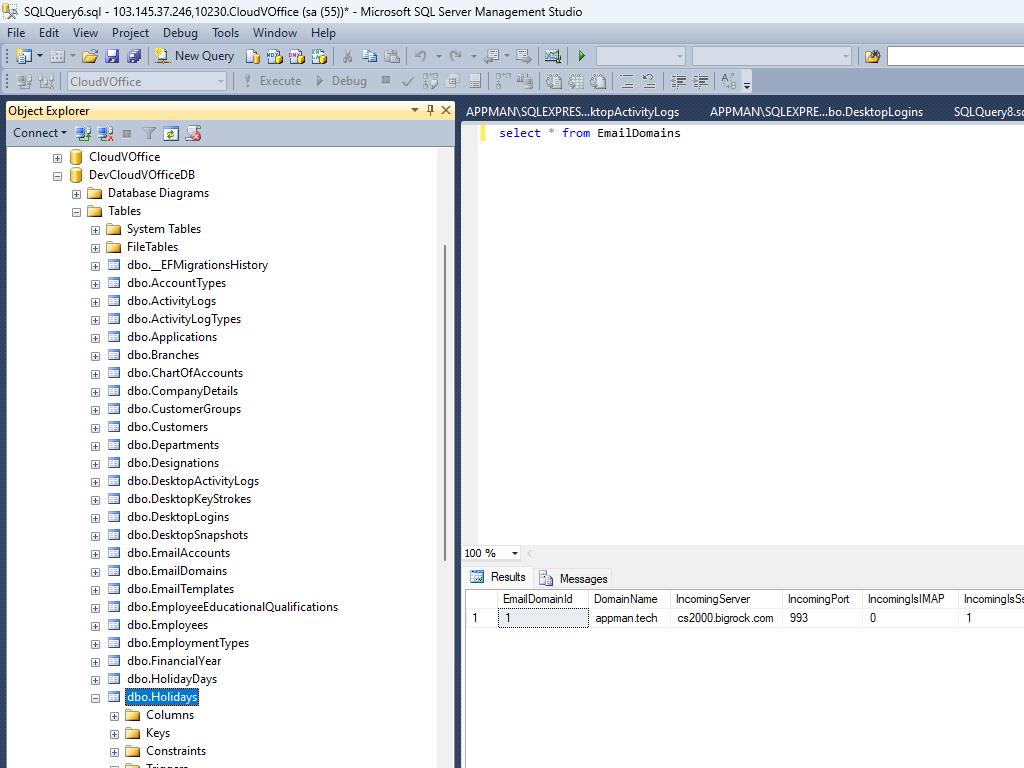 SQLQuery6.sql - 103.145.37.246,10230.CloudVOffice (sa (55))* - Microsoft SQL Server Management Studio
File Edit View Project Debug Tools Window Help
New Query
CloudVOffice Execute Debug
Object Explorer
APPMAN\SQLEXPRES...ktopActivityLogs APPMAN\SQLEXPRE...bo.DesktopLogins SQLQuery8.sq
Connect
select * from EmailDomains
CloudVOffice
DevCloudVOfficeDB
Database Diagrams
Tables
System Tables
FileTables
dbo.__EFMigrationsHistory
dbo.AccountTypes
dbo.ActivityLogs
dbo.ActivityLogTypes
dbo.Applications
dbo.Branches
dbo.ChartOfAccounts
dbo.CompanyDetails
dbo.CustomerGroups
dbo.Customers
dbo.Departments
dbo.Designations
dbo.DesktopActivityLogs
dbo.DesktopKeyStrokes
dbo.DesktopLogins
dbo.DesktopSnapshots
dbo.EmailAccounts
dbo.EmailDomains
dbo.EmailTemplates
dbo.EmployeeEducationalQualifications
dbo.Employees
dbo.EmploymentTypes
dbo.FinancialYear
dbo.HolidayDays
dbo.Holidays
Columns
Keys
Constraints
Triggers
100 %
Results Messages
EmailDomainId DomainName IncomingServer IncomingPort IncomingIsIMAP IncomingIsSs
1 1 appman.tech cs2000.bigrock.com 993 0 1